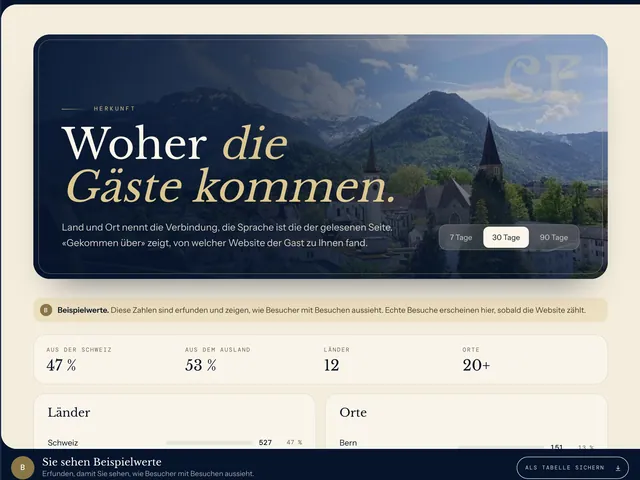 CF
HERKUNFT
Woher die
Gäste kommen.
Land und Ort nennt die Verbindung, die Sprache ist die der gelesenen Seite.
«Gekommen über» zeigt, von welcher Website der Gast zu Ihnen fand.
7 Tage 30 Tage 90 Tage
B Beispielwerte. Diese Zahlen sind erfunden und zeigen, wie Besucher mit Besuchen aussieht. Echte Besuche erscheinen hier, sobald die Website zählt.
AUS DER SCHWEIZ AUS DEM AUSLAND LÄNDER ORTE
47 % 53 % 12 20+
Länder Orte
Schweiz 527 47 % Bern 151 13 %
B Sie sehen Beispielwerte
Erfunden, damit Sie sehen, wie Besucher mit Besuchen aussieht.
ALS TABELLE SICHERN